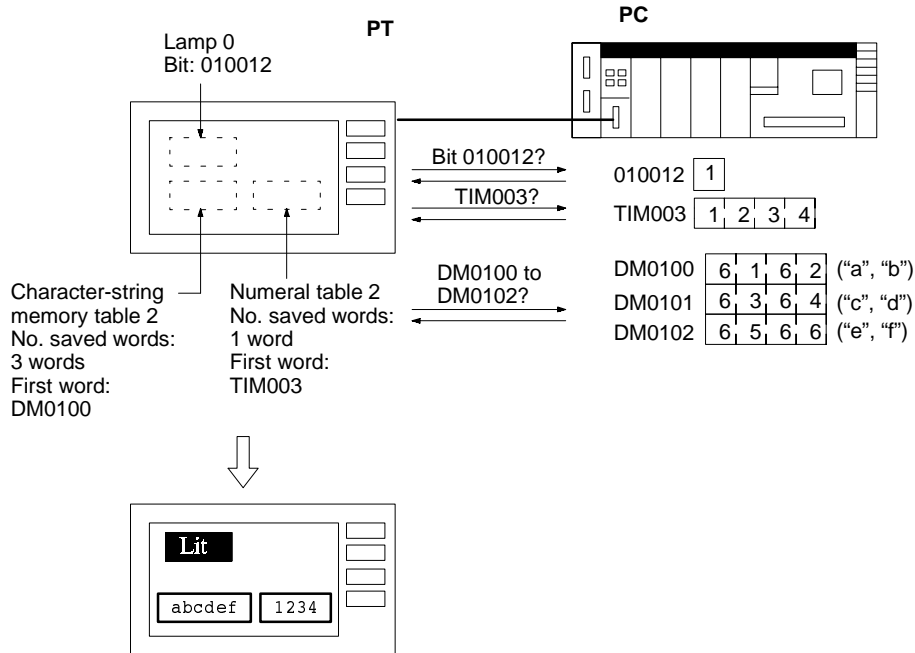 PT
PC
Lamp 0
Bit: 010012
Bit 010012?
010012 1
TIM003?
TIM003 1 2 3 4
Character-string
memory table 2
No. saved words:
3 words
First word:
DM0100
Numeral table 2
No. saved words:
1 word
First word:
TIM003
DM0100 to
DM0102?
DM0100 6 1 6 2 (“a”, “b”)
DM0101 6 3 6 4 (“c”, “d”)
DM0102 6 5 6 6 (“e”, “f”)
Lit
abcdef
1234